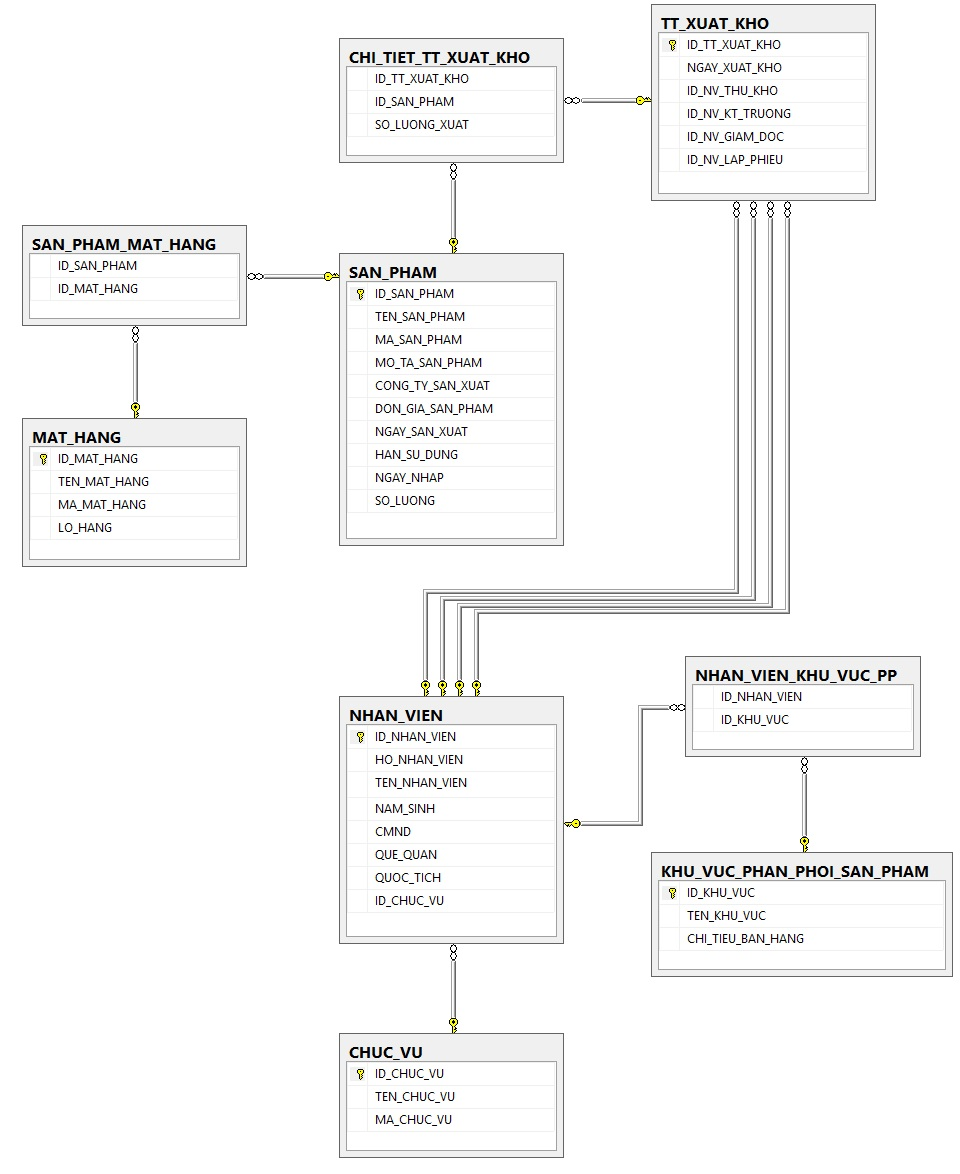 TT_XUAT_KHO
ID_TT_XUAT_KHO
NGAY_XUAT_KHO
ID_NV_THU_KHO
ID_NV_KT_TRUONG
ID_NV_GIAM_DOC
ID_NV_LAP_PHIEU
CHI_TIET_TT_XUAT_KHO
ID_TT_XUAT_KHO
ID_SAN_PHAM
SO_LUONG_XUAT
SAN_PHAM_MAT_HANG
ID_SAN_PHAM
ID_MAT_HANG
SAN_PHAM
ID_SAN_PHAM
TEN_SAN_PHAM
MA_SAN_PHAM
MO_TA_SAN_PHAM
CONG_TY_SAN_XUAT
DON_GIA_SAN_PHAM
NGAY_SAN_XUAT
HAN_SU_DUNG
NGAY_NHAP
SO_LUONG
MAT_HANG
ID_MAT_HANG
TEN_MAT_HANG
MA_MAT_HANG
LO_HANG
NHAN_VIEN_KHU_VUC_PP
ID_NHAN_VIEN
ID_KHU_VUC
NHAN_VIEN
ID_NHAN_VIEN
HO_NHAN_VIEN
TEN_NHAN_VIEN
NAM_SINH
CMND
QUE_QUAN
QUOC_TICH
ID_CHUC_VU
KHU_VUC_PHAN_PHOI_SAN_PHAM
ID_KHU_VUC
TEN_KHU_VUC
CHI_TIEU_BAN_HANG
CHUC_VU
ID_CHUC_VU
TEN_CHUC_VU
MA_CHUC_VU